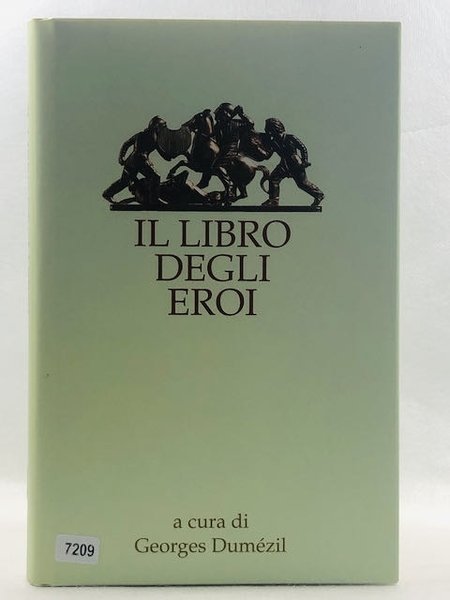 IL LIBRO
DEGLI
EROI
a cura di
Georges Dumézil
7209